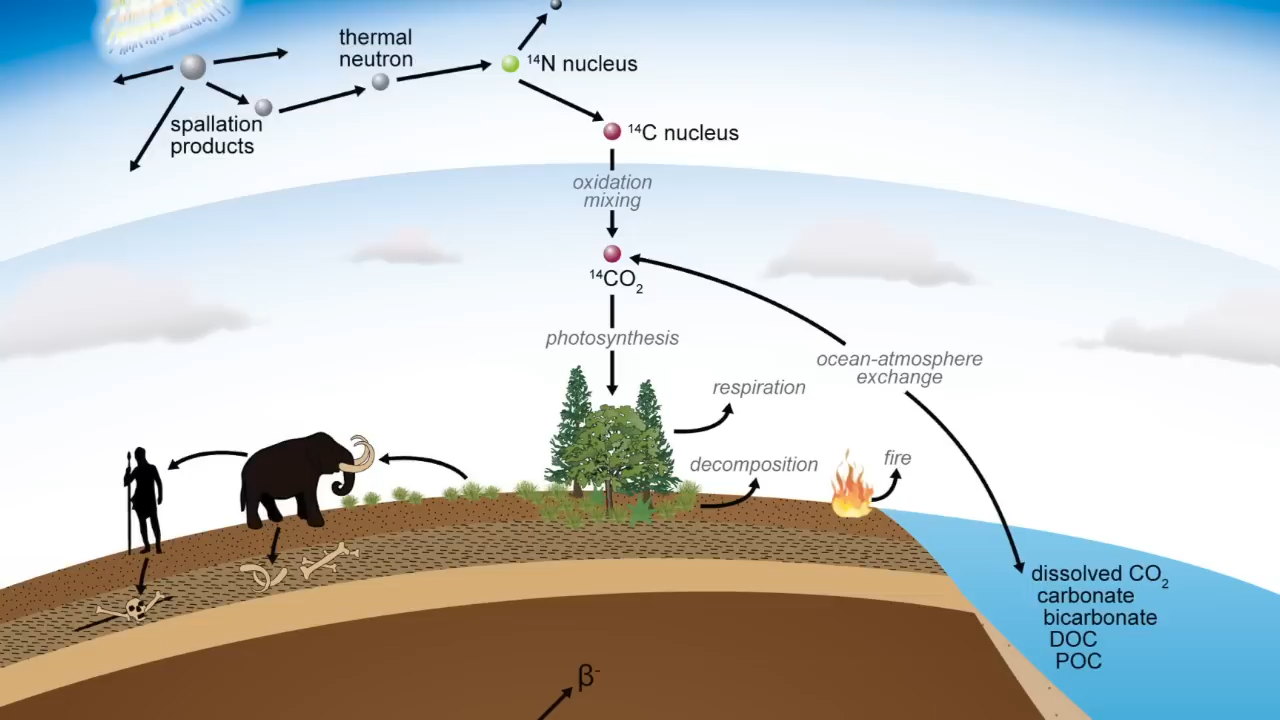 thermal
neutron
¹⁴N nucleus
spallation
products
¹⁴C nucleus
oxidation
mixing
¹⁴CO₂
photosynthesis
ocean-atmosphere
exchange
respiration
decomposition
fire
dissolved CO₂
carbonate
bicarbonate
DOC
POC
β⁻